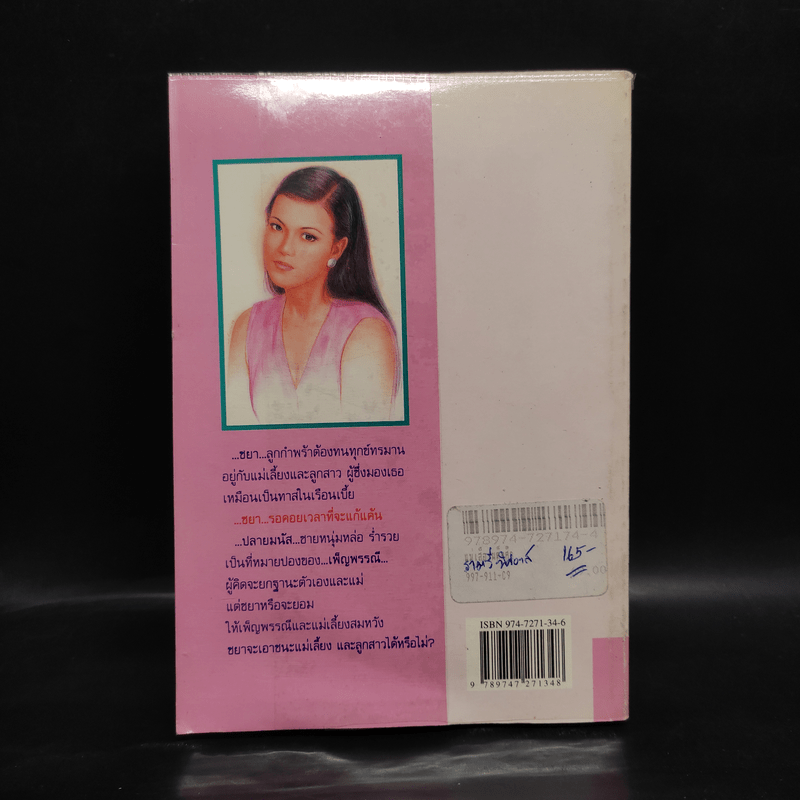 ...ชยา...ลูกกำพร้าต้องทนทุกข์ทรมาน
อยู่กับแม่เลี้ยงและลูกสาว ผู้ซึ่งมองเธอ
เหมือนเป็นทาสในเรือนเบี้ย
...ชยา...รอคอยเวลาที่จะแก้แค้น
...ปลายมนัส...ชายหนุ่มหล่อ ร่ำรวย
เป็นที่หมายปองของ...เพ็ญพรรณี...
ผู้คิดจะยกฐานะตัวเองและแม่
แต่ชยาหรือจะยอม
ให้เพ็ญพรรณีและแม่เลี้ยงสมหวัง
ชยาจะเอาชนะแม่เลี้ยง และลูกสาวได้หรือไม่?
978974-727174-4
165-
992-911-09
.00
ISBN 974-7271-34-6
9 789747 271348